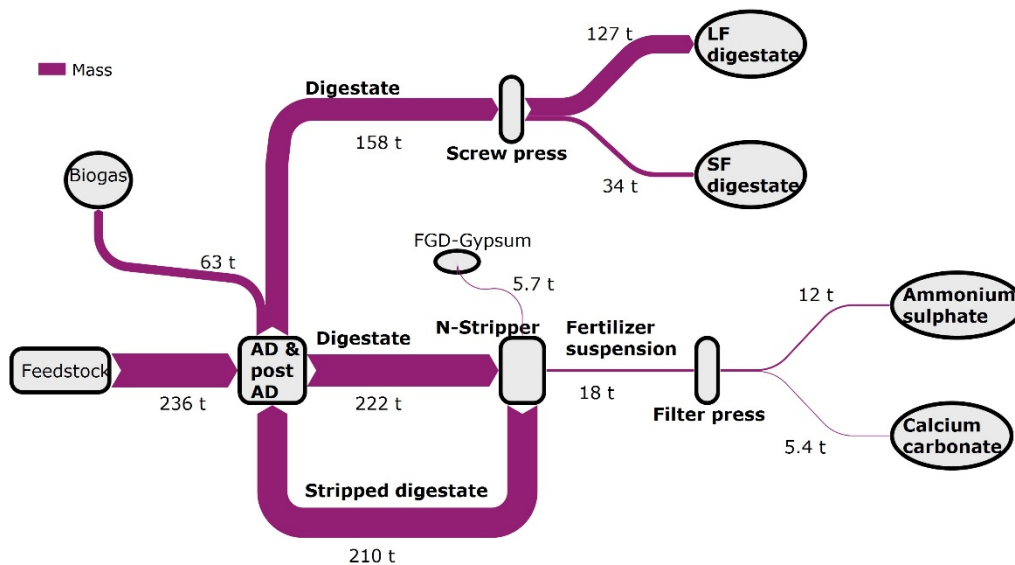 Mass
127 t
LF
digestate
Digestate
158 t
Screw press
34 t
SF
digestate
Biogas
63 t
FGD-Gypsum
5.7 t
N-Stripper
Feedstock
236 t
AD &
post
AD
Digestate
222 t
Fertilizer
suspension
18 t
Filter press
12 t
Ammonium
sulphate
5.4 t
Calcium
carbonate
Stripped digestate
210 t